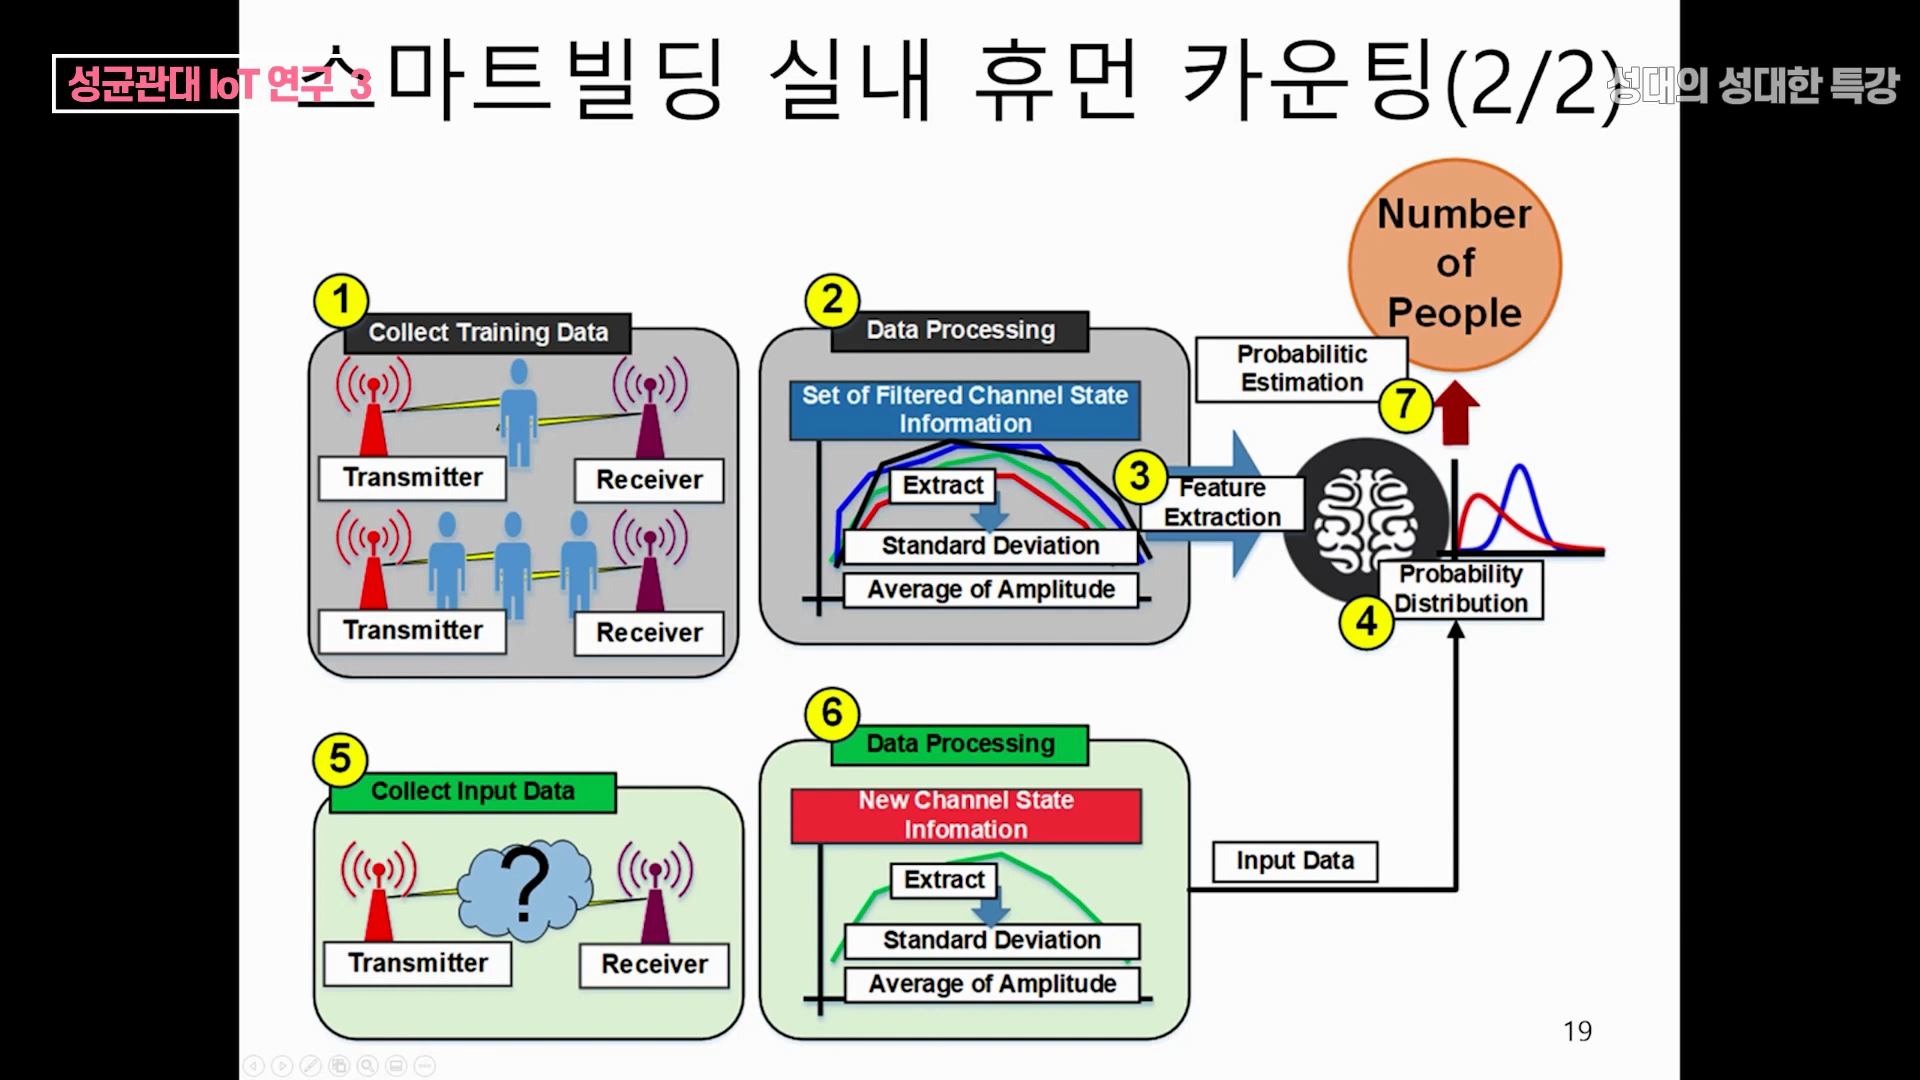 스마트빌딩 실내 휴먼 카운팅(2/2)
성균관대 IoT 연구 3
성대의 성대한 특강
Number
of
People
1
Collect Training Data
Transmitter
Receiver
Transmitter
Receiver
2
Data Processing
Set of Filtered Channel State
Information
Extract
Standard Deviation
Average of Amplitude
3
Feature
Extraction
Probabilitic
Estimation
7
Probability
Distribution
4
5
Collect Input Data
?
Transmitter
Receiver
6
Data Processing
New Channel State
Infomation
Extract
Standard Deviation
Average of Amplitude
Input Data
19